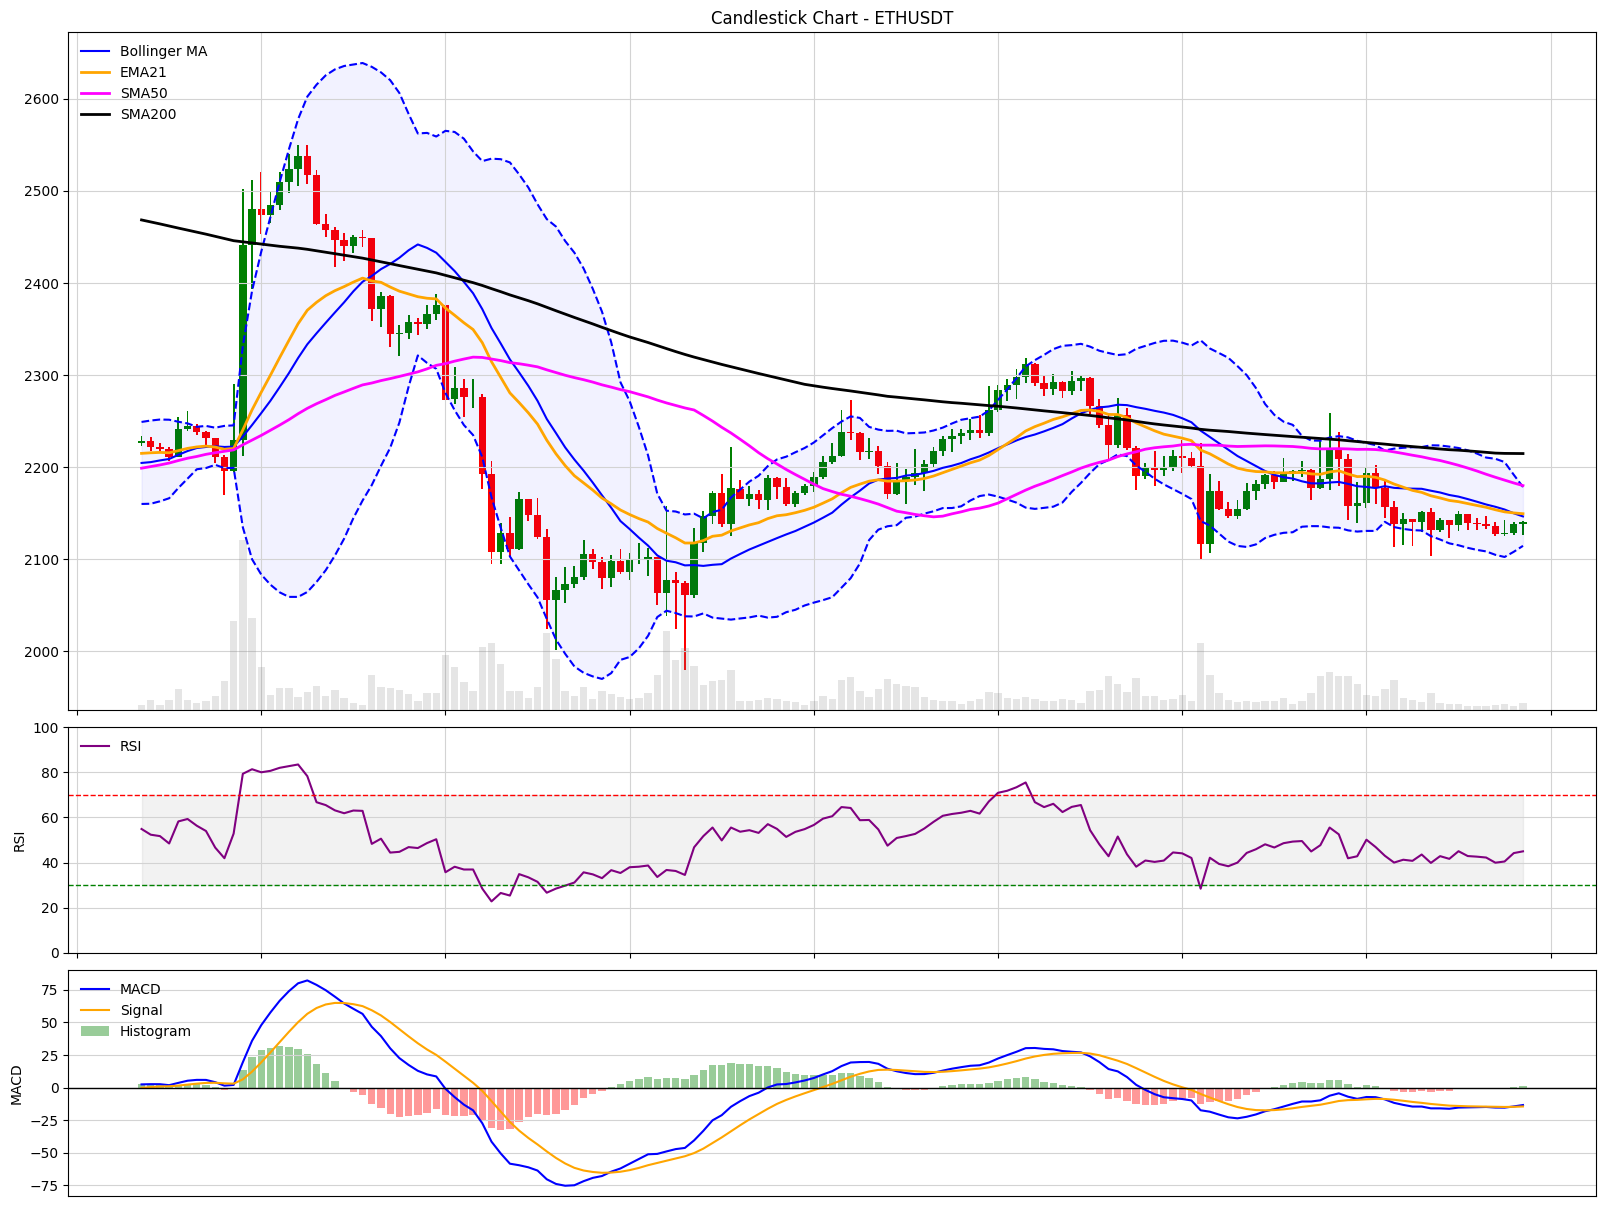 Candlestick Chart - ETHUSDT
Bollinger MA
EMA21
SMA50
SMA200
2600
2500
2400
2300
2200
2100
2000
100
80
60
40
20
0
RSI
RSI
75
50
25
0
−25
−50
−75
MACD
MACD
Signal
Histogram